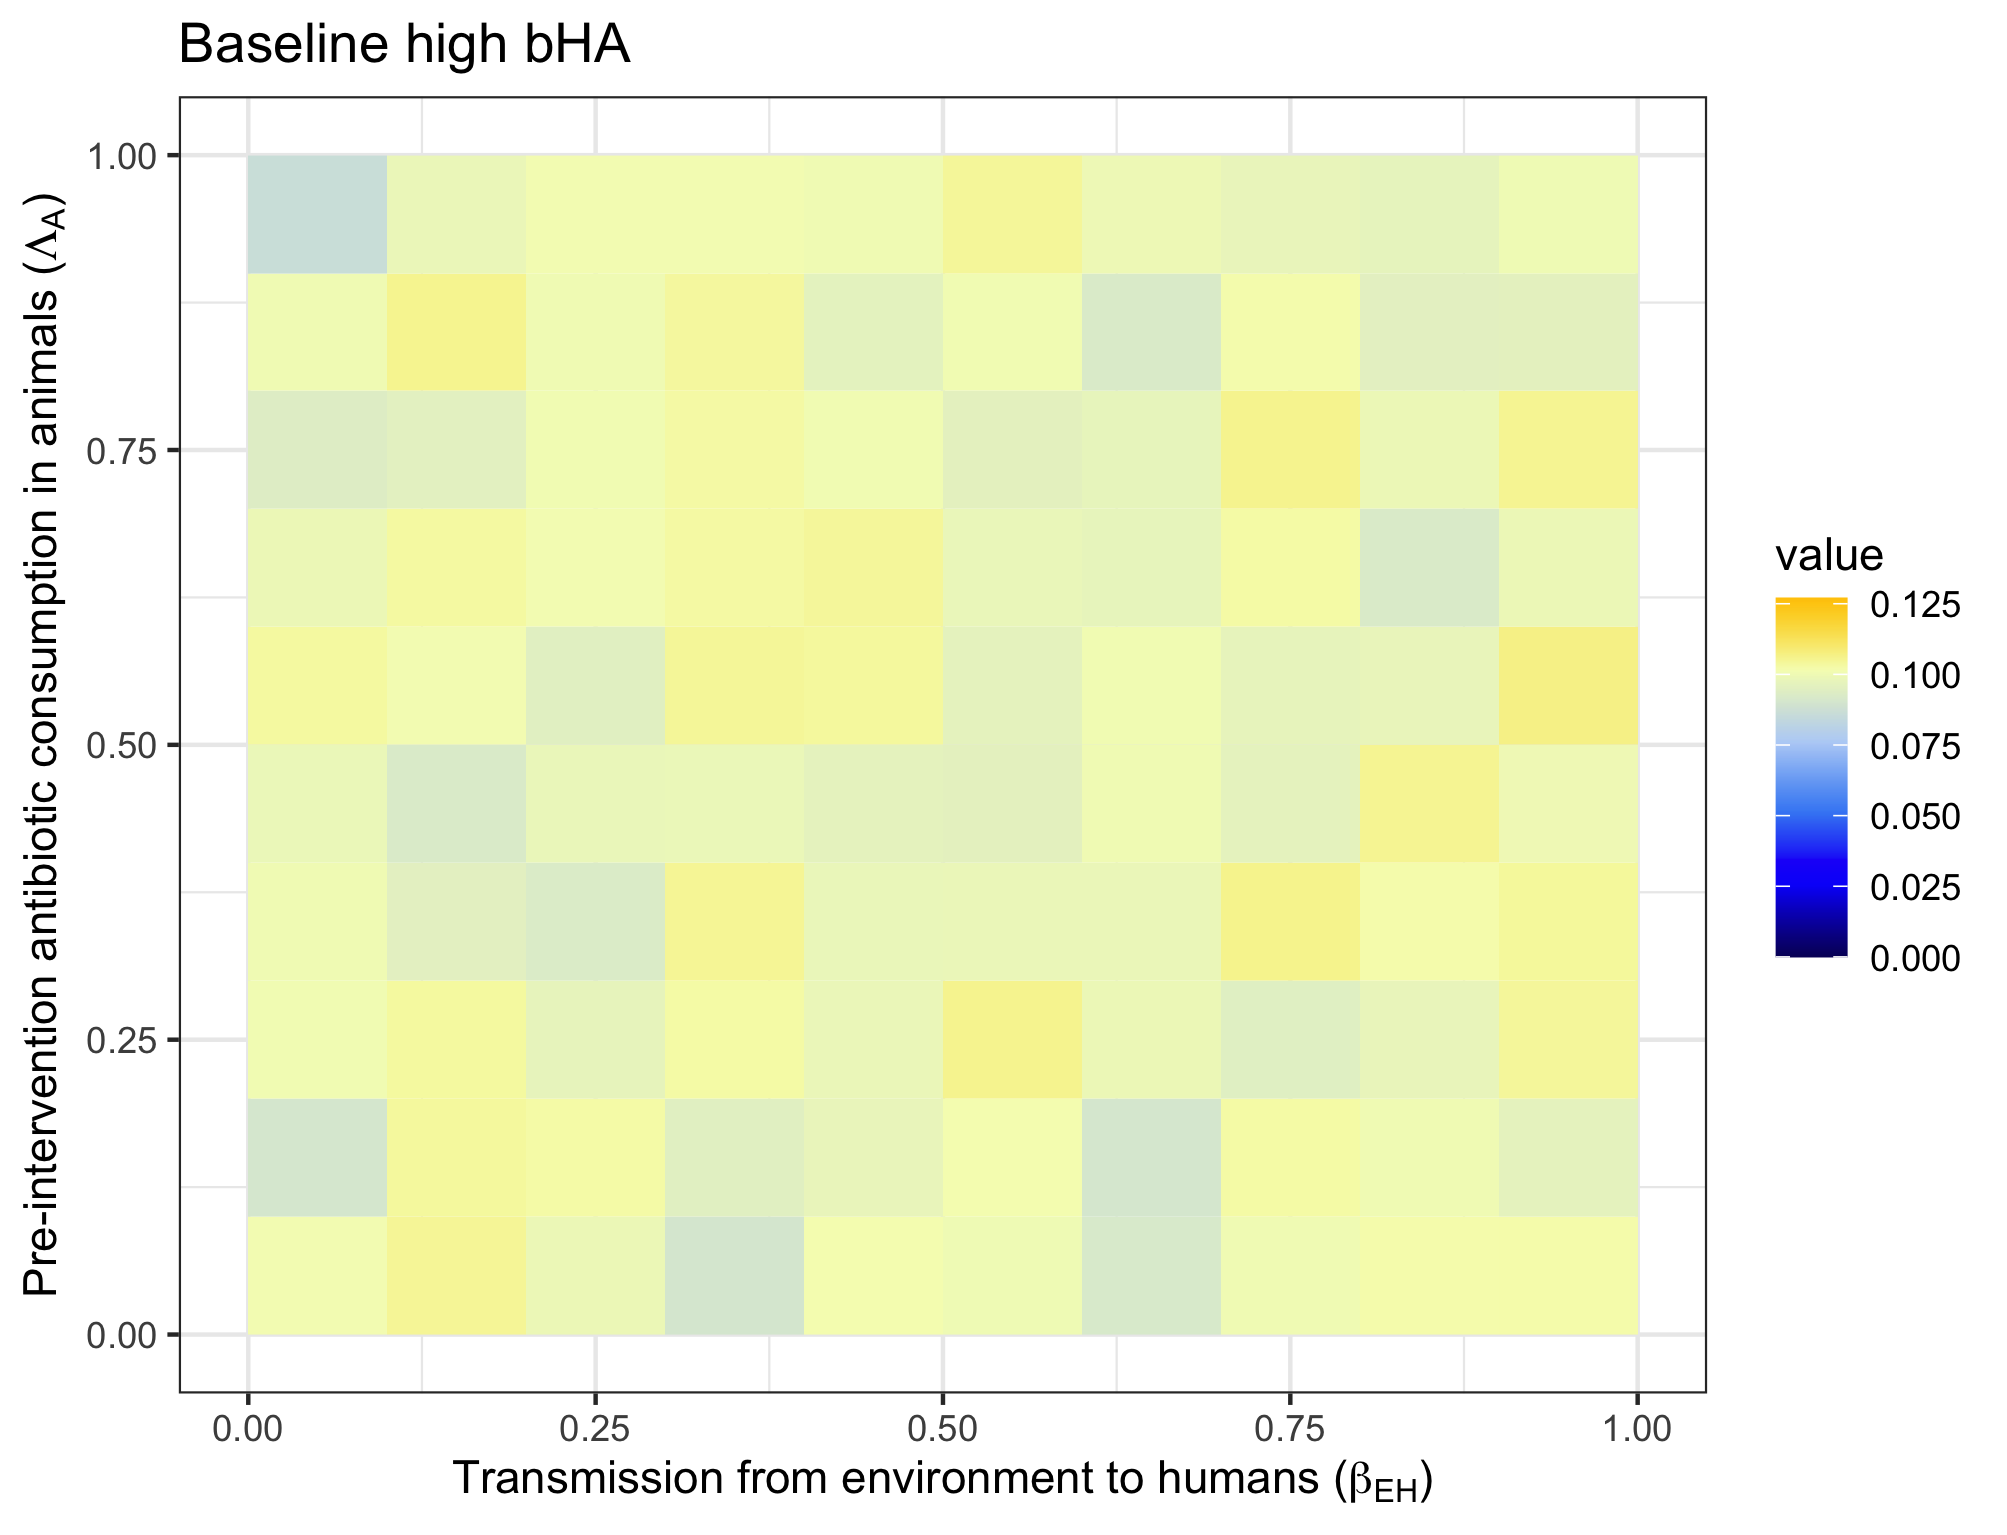 Baseline high bHA
Pre-intervention antibiotic consumption in animals (Λ_A)
1.00
0.75
0.50
0.25
0.00
0.00 0.25 0.50 0.75 1.00
Transmission from environment to humans (β_EH)
value
0.125
0.100
0.075
0.050
0.025
0.000